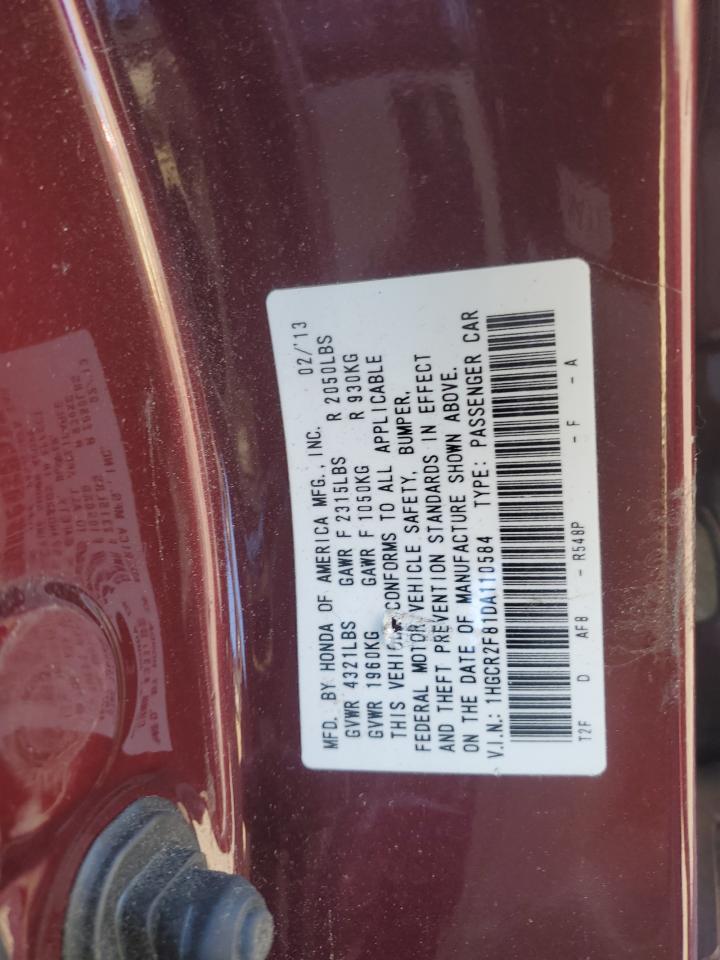 MFD. BY HONDA OF AMERICA MFG., INC. 02/'13
GVWR 4321LBS GAWR F 2315LBS R 2050LBS
GVWR 1960KG GAWR F 1050KG R 930KG
THIS VEHICLE CONFORMS TO ALL APPLICABLE
FEDERAL MOTOR VEHICLE SAFETY, BUMPER,
AND THEFT PREVENTION STANDARDS IN EFFECT
ON THE DATE OF MANUFACTURE SHOWN ABOVE.
V.I.N.: 1HGCR2F81DA110584 TYPE: PASSENGER CAR
T2F D AF8 - R548P - F - A